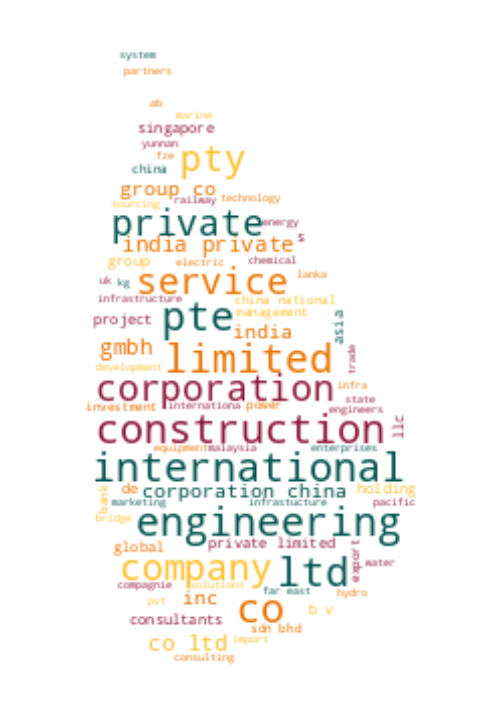 system
partners
ab
marine
singapore
yunnan
fze
pty
china
group co
sourcing
railway
technology
private
energy
india private
s
group
electric
chemical
service
lanka
uk
kg
infrastructure
china national
pte
management
project
india
asia
gmbh
limited
trade
development
corporation
infra
state
investment
internationa
power
engineers
construction
llc
equipment
malaysia
enterprises
international
bank
de
corporation china
holding
marketing
infrastucture
pacific
bridge
engineering
global
private limited
export
company
ltd
water
compagnie
solutions
far east
hydro
pvt
inc
co
b v
consultants
sdn bhd
co ltd
import
consulting